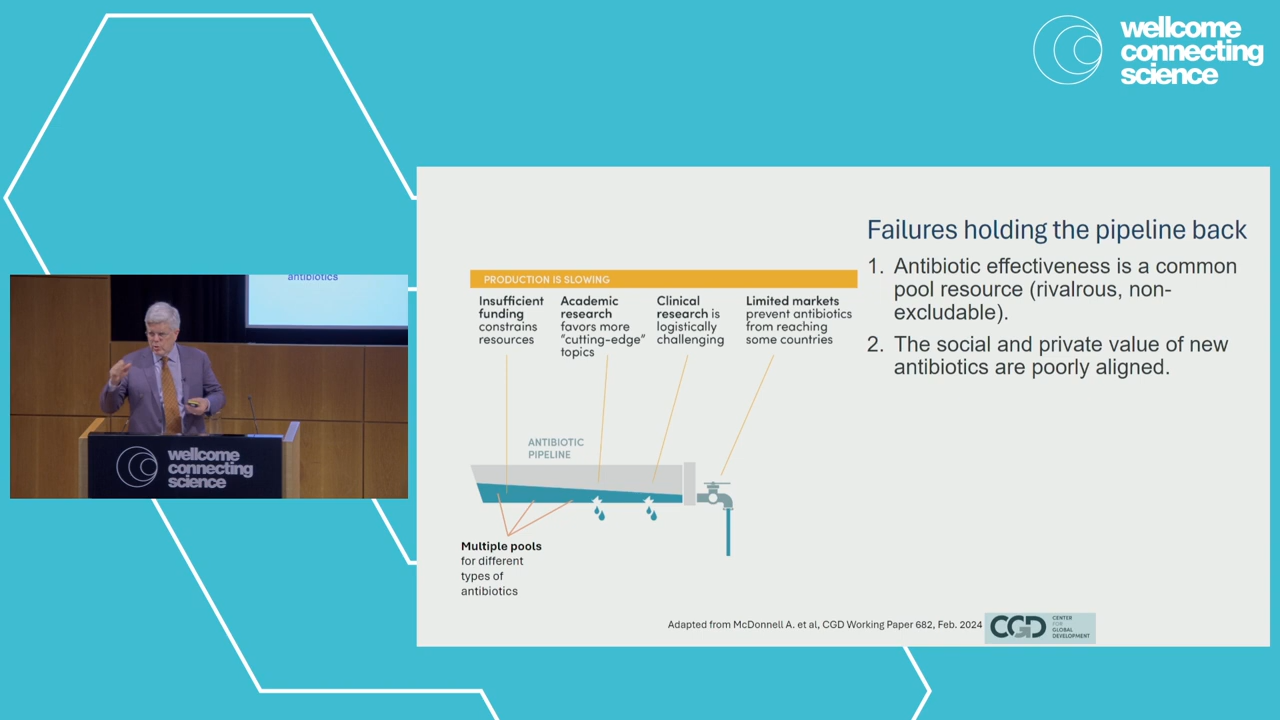 wellcome
connecting
science
antibiotics
wellcome
connecting
science
PRODUCTION IS SLOWING
Insufficient
funding
constrains
resources
Academic
research
favors more
"cutting-edge"
topics
Clinical
research is
logistically
challenging
Limited markets
prevent antibiotics
from reaching
some countries
ANTIBIOTIC
PIPELINE
Multiple pools
for different
types of
antibiotics
Failures holding the pipeline back
1. Antibiotic effectiveness is a common
pool resource (rivalrous, non-
excludable).
2. The social and private value of new
antibiotics are poorly aligned.
Adapted from McDonnell A. et al, CGD Working Paper 682, Feb. 2024
CGD
CENTER
FOR
GLOBAL
DEVELOPMENT